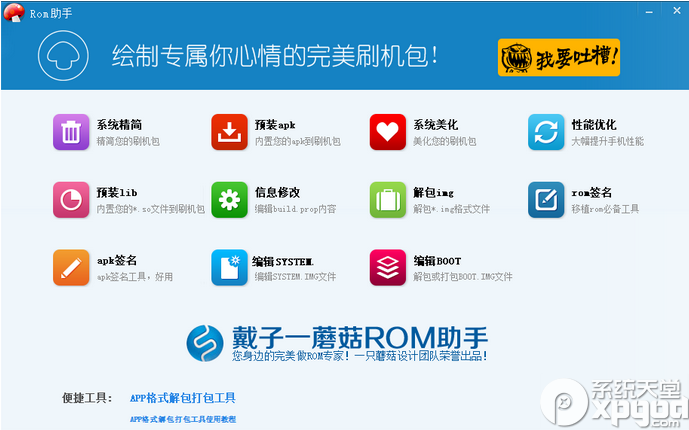 Rom助手
绘制专属你心情的完美刷机包!
我要吐槽!
系统精简
精简您的刷机包
预装apk
内置您的apk到刷机包
系统美化
美化您的刷机包
性能优化
大幅提升手机性能
预装lib
内置您的*.so文件到刷机包
信息修改
编辑build.prop内容
解包img
解包*.img格式文件
rom签名
移植rom必备工具
apk签名
apk签名工具，好用
编辑SYSTEM.
编辑SYSTEM.IMG文件
编辑BOOT
解包或打包BOOT.IMG文件
戴子一蘑菇ROM助手
您身边的完美做ROM专家！一只蘑菇设计团队荣誉出品！
便捷工具：
APP格式解包打包工具
APP格式解包打包工具使用教程
系统天堂